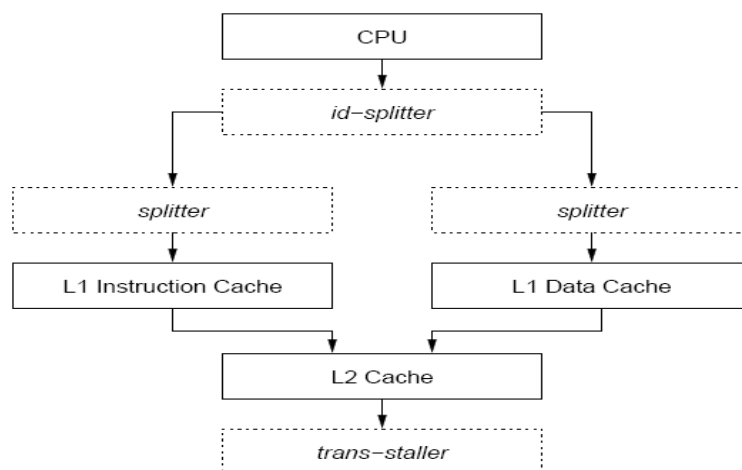 CPU
id-splitter
splitter
splitter
L1 Instruction Cache
L1 Data Cache
L2 Cache
trans-staller